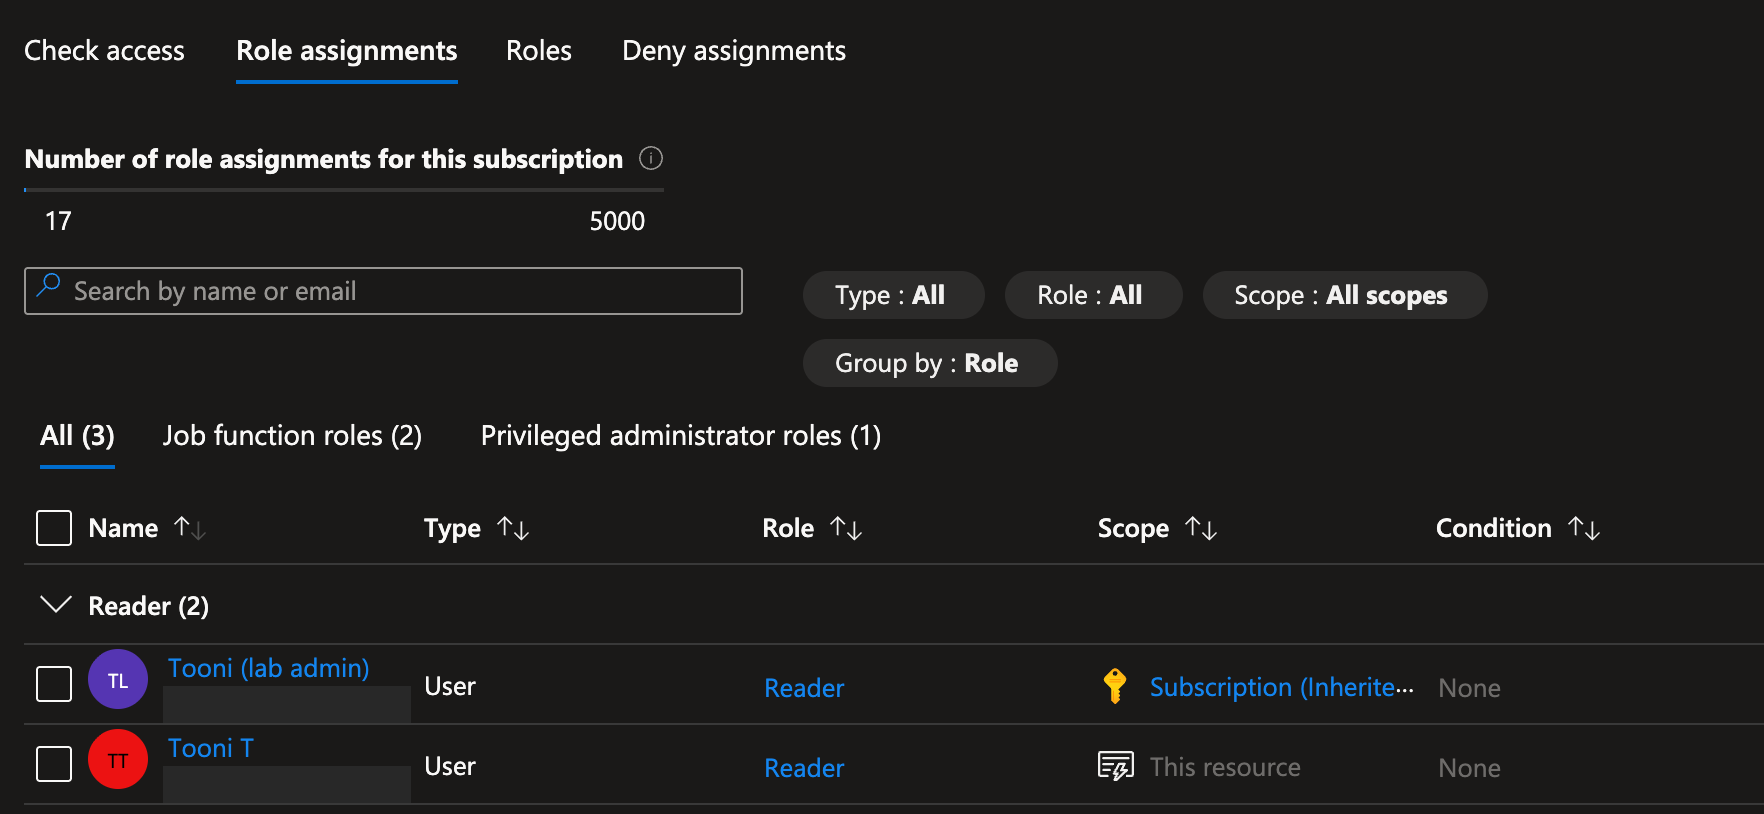 Check access Role assignments Roles Deny assignments
Number of role assignments for this subscription
17 5000
Search by name or email
Type : All Role : All Scope : All scopes
Group by : Role
All (3) Job function roles (2) Privileged administrator roles (1)
Name Type Role Scope Condition
Reader (2)
TL Tooni (lab admin) User Reader Subscription (Inherite... None
TT Tooni T User Reader This resource None